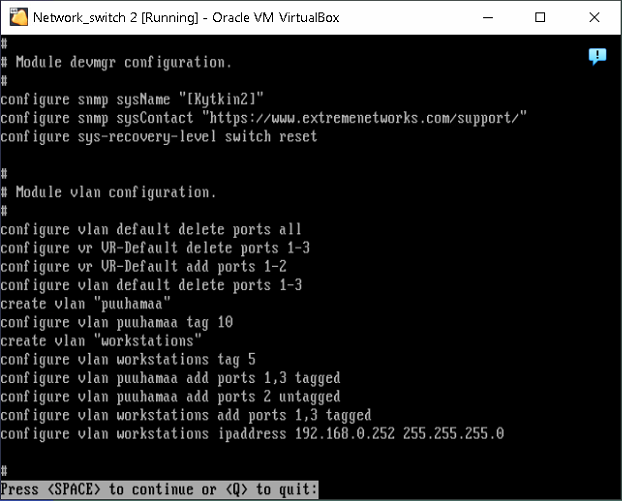 Network_switch 2 [Running] - Oracle VM VirtualBox
#
# Module devmgr configuration.
#
configure snmp sysName "[Kytkin2]"
configure snmp sysContact "https://www.extremenetworks.com/support/"
configure sys-recovery-level switch reset
#
# Module vlan configuration.
#
configure vlan default delete ports all
configure vr VR-Default delete ports 1-3
configure vr VR-Default add ports 1-2
configure vlan default delete ports 1-3
create vlan "puuhamaa"
configure vlan puuhamaa tag 10
create vlan "workstations"
configure vlan workstations tag 5
configure vlan puuhamaa add ports 1,3 tagged
configure vlan puuhamaa add ports 2 untagged
configure vlan workstations add ports 1,3 tagged
configure vlan workstations ipaddress 192.168.0.252 255.255.255.0
#
Press <SPACE> to continue or <Q> to quit: